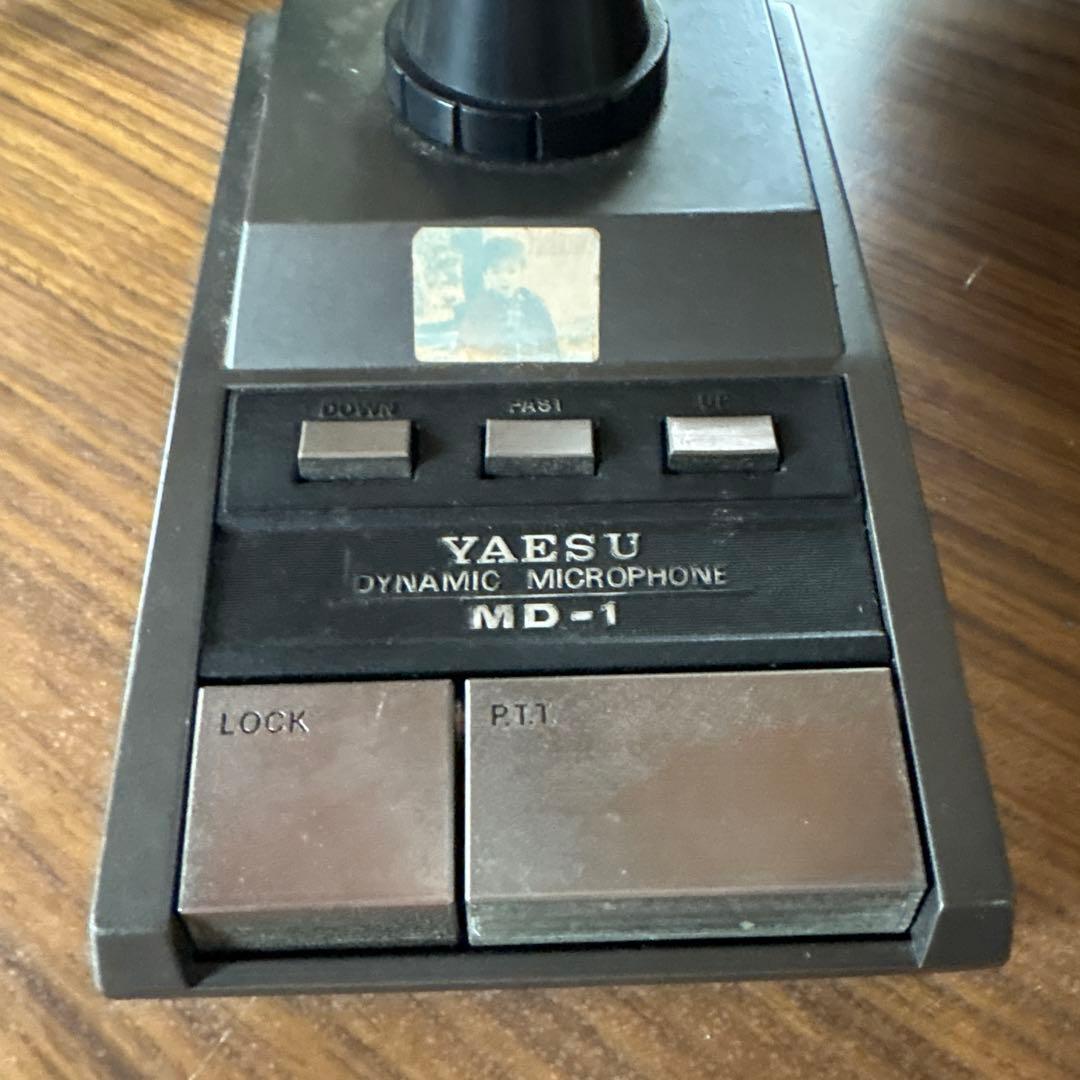 DOWN FAST UP
YAESU
DYNAMIC MICROPHONE
MD-1
LOCK P.T.T.